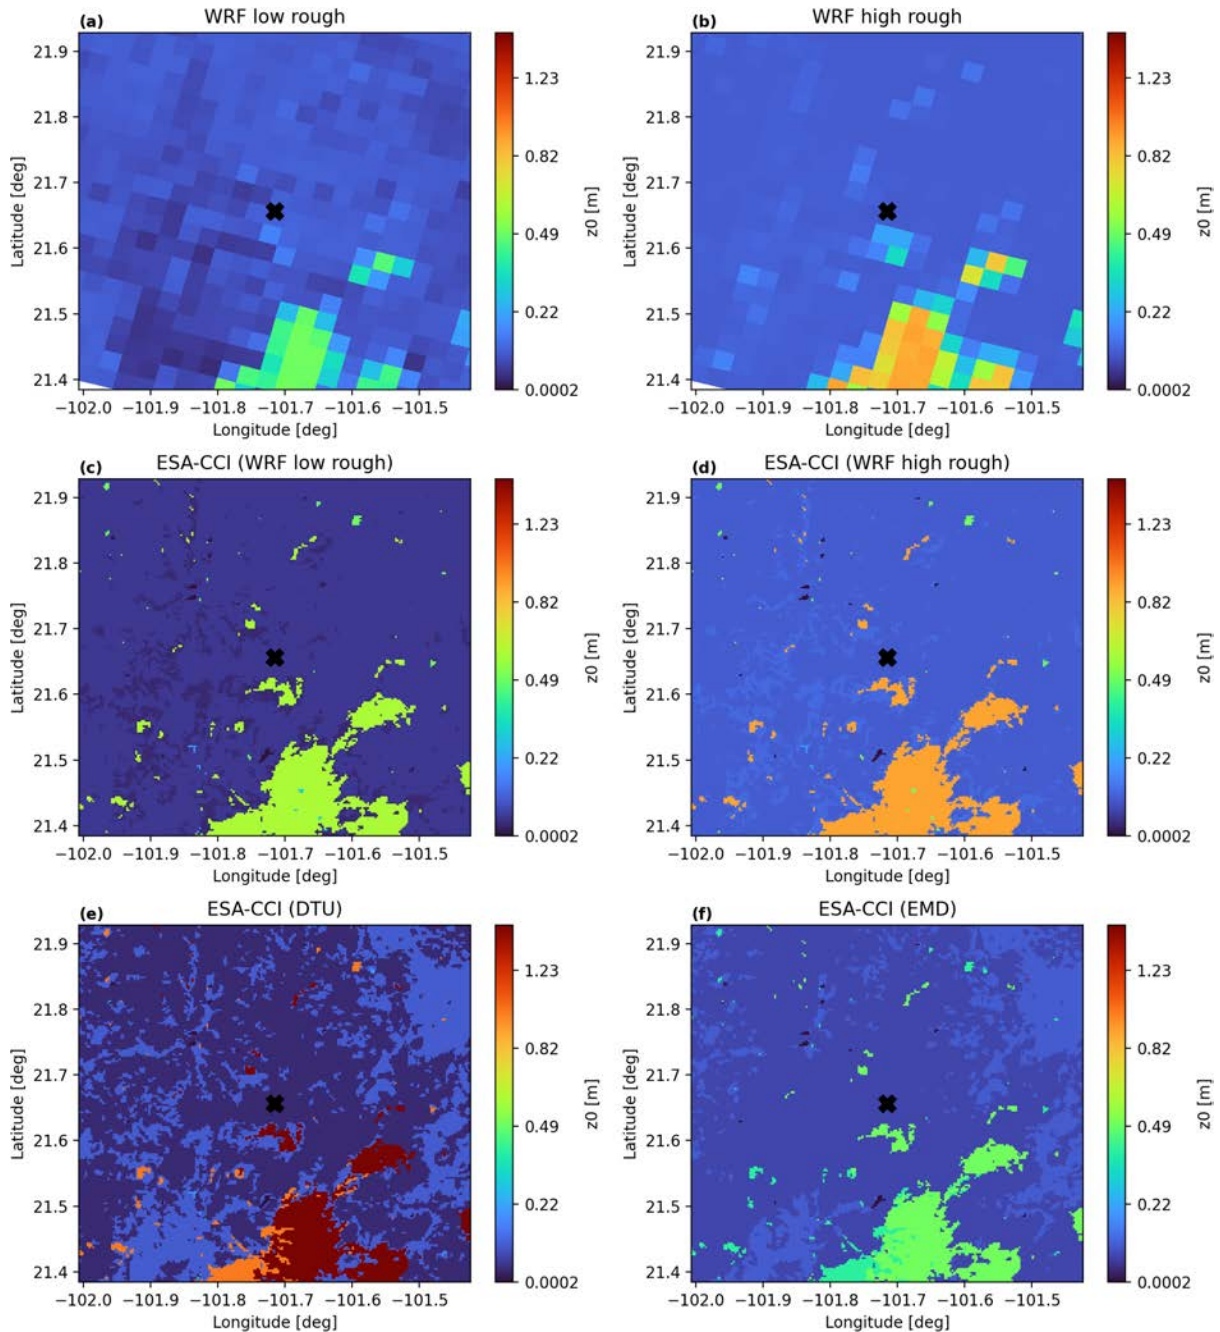 (a) WRF low rough
21.9
21.8
21.7
21.6
21.5
21.4
Latitude [deg]
−102.0 −101.9 −101.8 −101.7 −101.6 −101.5
Longitude [deg]
1.23
0.82
0.49
0.22
0.0002
z0 [m]
(b) WRF high rough
21.9
21.8
21.7
21.6
21.5
21.4
Latitude [deg]
−102.0 −101.9 −101.8 −101.7 −101.6 −101.5
Longitude [deg]
1.23
0.82
0.49
0.22
0.0002
z0 [m]
(c) ESA-CCI (WRF low rough)
21.9
21.8
21.7
21.6
21.5
21.4
Latitude [deg]
−102.0 −101.9 −101.8 −101.7 −101.6 −101.5
Longitude [deg]
1.23
0.82
0.49
0.22
0.0002
z0 [m]
(d) ESA-CCI (WRF high rough)
21.9
21.8
21.7
21.6
21.5
21.4
Latitude [deg]
−102.0 −101.9 −101.8 −101.7 −101.6 −101.5
Longitude [deg]
1.23
0.82
0.49
0.22
0.0002
z0 [m]
(e) ESA-CCI (DTU)
21.9
21.8
21.7
21.6
21.5
21.4
Latitude [deg]
−102.0 −101.9 −101.8 −101.7 −101.6 −101.5
Longitude [deg]
1.23
0.82
0.49
0.22
0.0002
z0 [m]
(f) ESA-CCI (EMD)
21.9
21.8
21.7
21.6
21.5
21.4
Latitude [deg]
−102.0 −101.9 −101.8 −101.7 −101.6 −101.5
Longitude [deg]
1.23
0.82
0.49
0.22
0.0002
z0 [m]